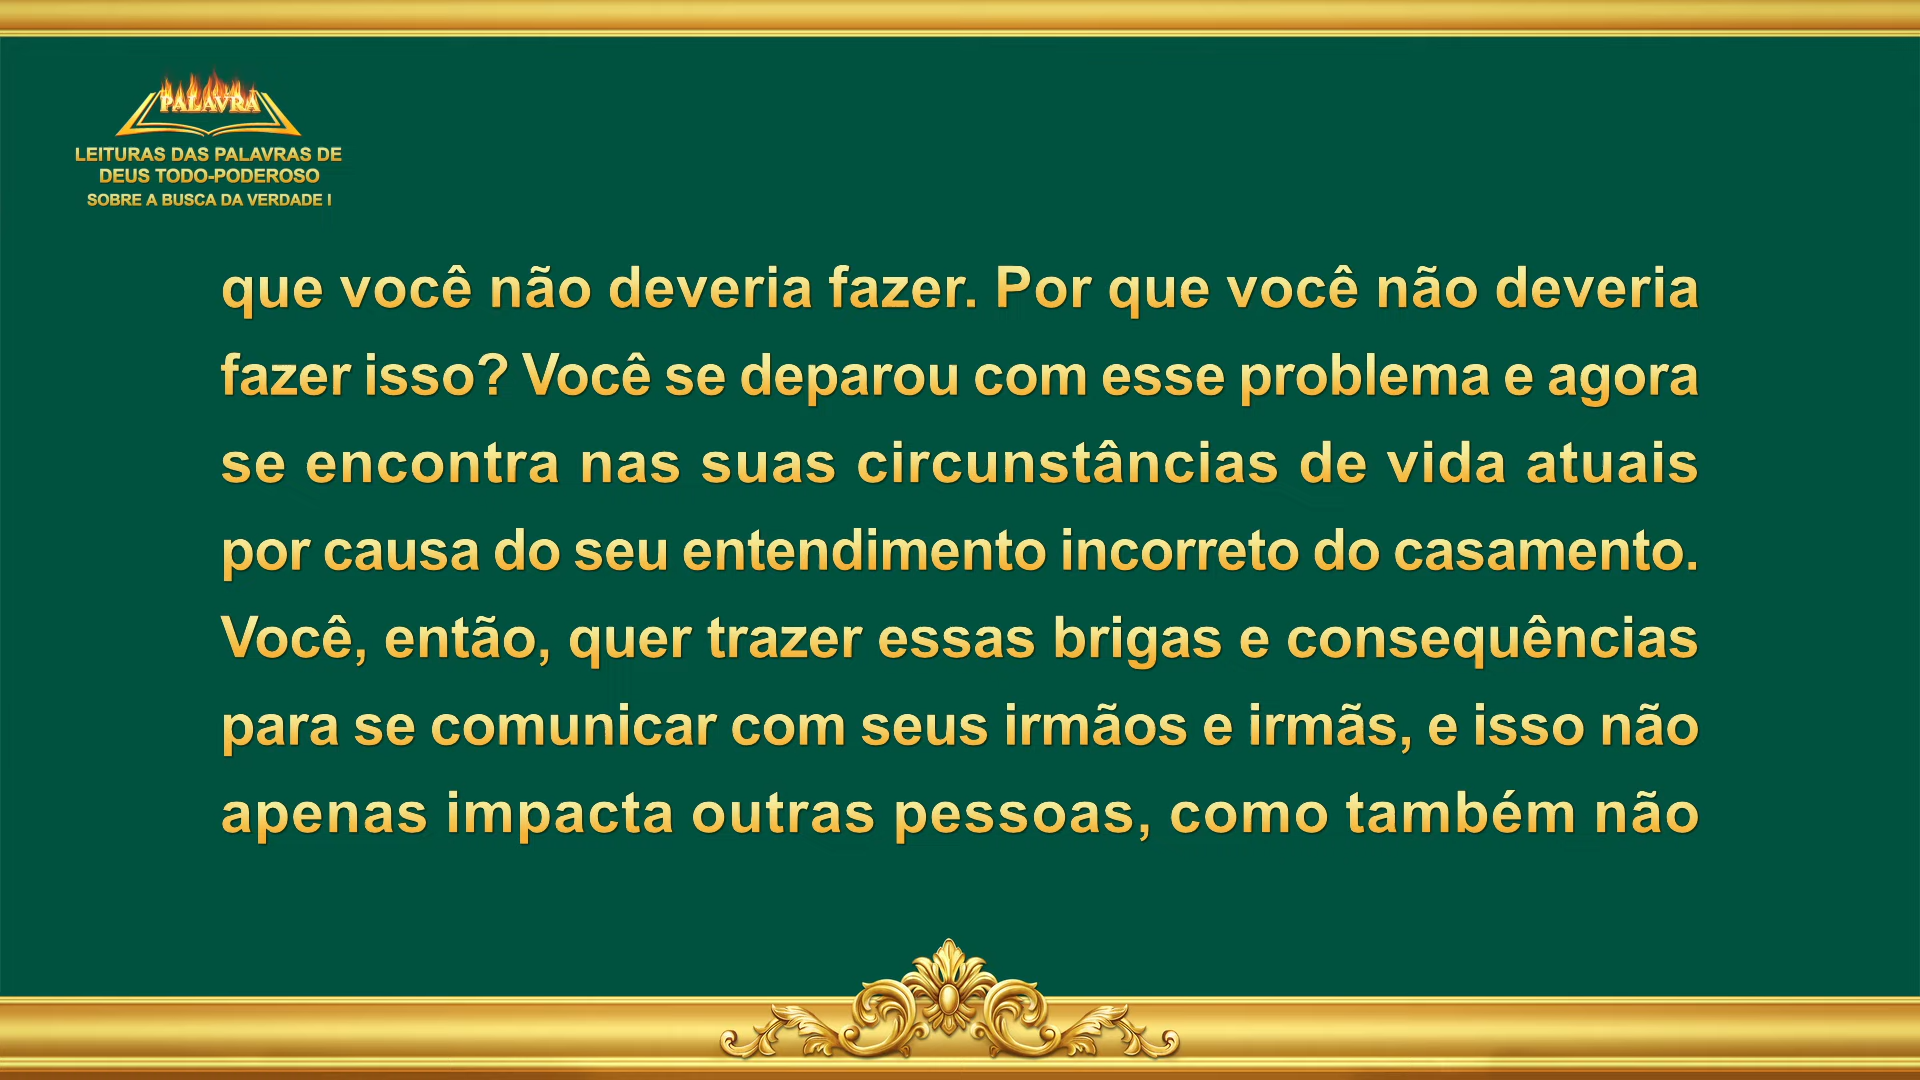 PALAVRA
LEITURAS DAS PALAVRAS DE
DEUS TODO-PODEROSO
SOBRE A BUSCA DA VERDADE I
que você não deveria fazer. Por que você não deveria
fazer isso? Você se deparou com esse problema e agora
se encontra nas suas circunstâncias de vida atuais
por causa do seu entendimento incorreto do casamento.
Você, então, quer trazer essas brigas e consequências
para se comunicar com seus irmãos e irmãs, e isso não
apenas impacta outras pessoas, como também não